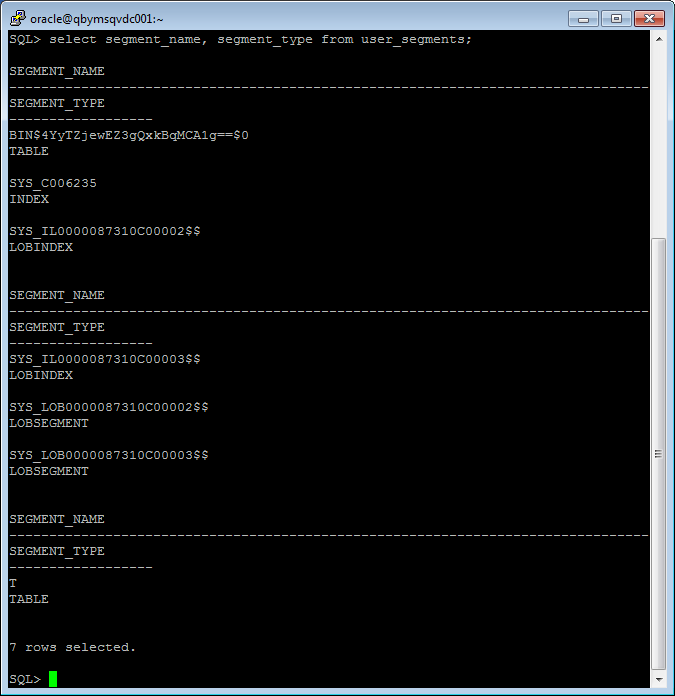 oracle@qbymsqvdc001:~
SQL> select segment_name, segment_type from user_segments;
SEGMENT_NAME
--------------------------------------------------------------------------------
SEGMENT_TYPE
------------------
BIN$4YyTZjewEZ3gQxkBqMCA1g==$0
TABLE
SYS_C006235
INDEX
SYS_IL0000087310C00002$$
LOBINDEX
SEGMENT_NAME
--------------------------------------------------------------------------------
SEGMENT_TYPE
------------------
SYS_IL0000087310C00003$$
LOBINDEX
SYS_LOB0000087310C00002$$
LOBSEGMENT
SYS_LOB0000087310C00003$$
LOBSEGMENT
SEGMENT_NAME
--------------------------------------------------------------------------------
SEGMENT_TYPE
------------------
T
TABLE
7 rows selected.
SQL>